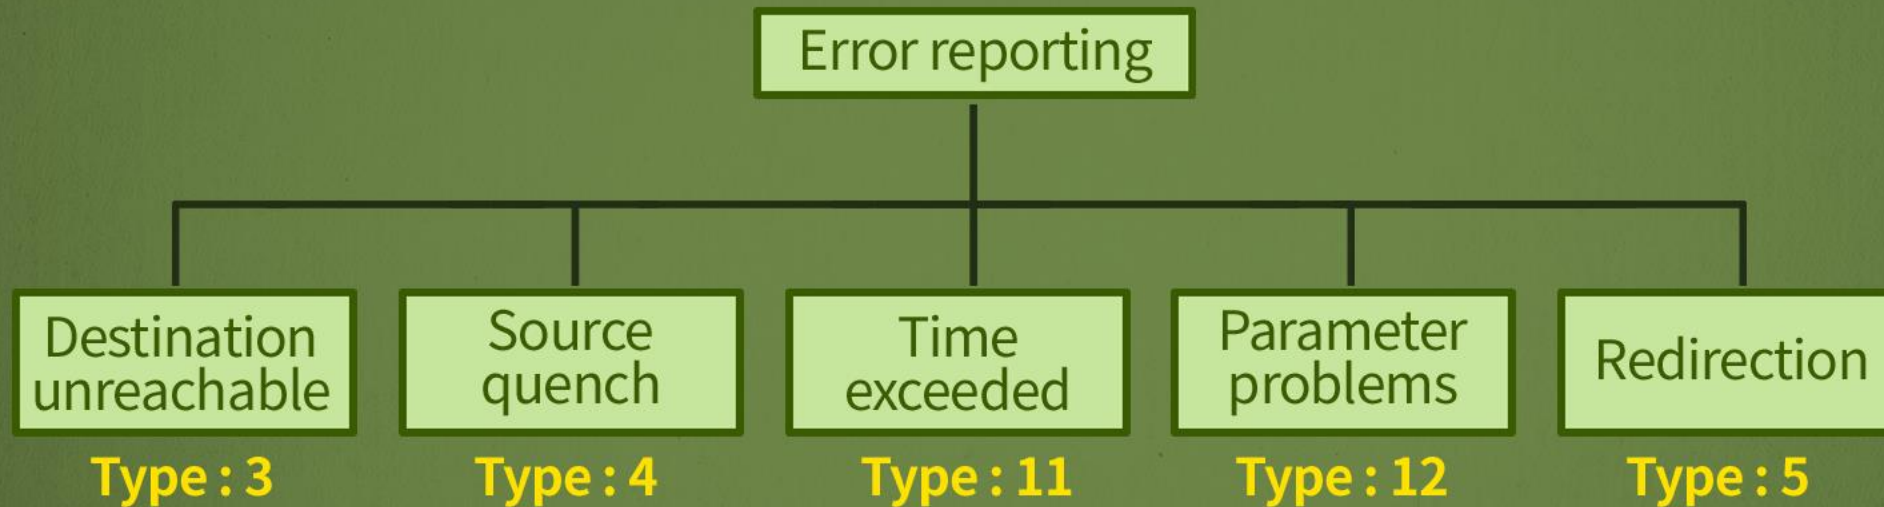 Error reporting
Destination
unreachable
Source
quench
Time
exceeded
Parameter
problems
Redirection
Type : 3
Type : 4
Type : 11
Type : 12
Type : 5